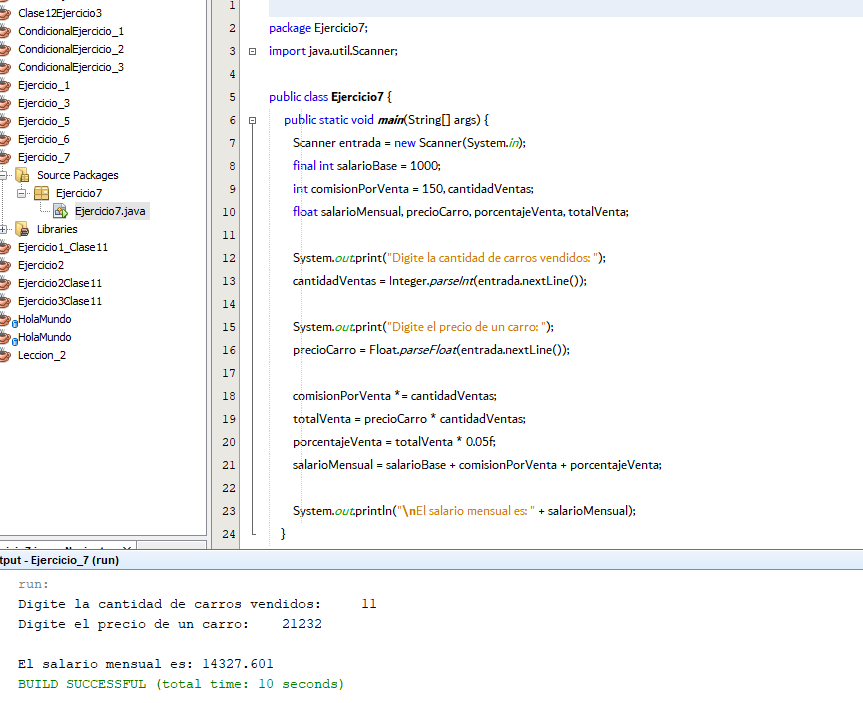 Clase12Ejercicio3
CondicionalEjercicio_1
CondicionalEjercicio_2
CondicionalEjercicio_3
Ejercicio_1
Ejercicio_3
Ejercicio_5
Ejercicio_6
Ejercicio_7
Source Packages
Ejercicio7
Ejercicio7.java
Libraries
Ejercicio1_Clase11
Ejercicio2
Ejercicio2Clase11
Ejercicio3Clase11
HolaMundo
HolaMundo
Leccion_2
1
2 package Ejercicio7;
3 import java.util.Scanner;
4
5 public class Ejercicio7 {
6 public static void main(String[] args) {
7 Scanner entrada = new Scanner(System.in);
8 final int salarioBase = 1000;
9 int comisionPorVenta = 150, cantidadVentas;
10 float salarioMensual, precioCarro, porcentajeVenta, totalVenta;
11
12 System.out.print("Digite la cantidad de carros vendidos: ");
13 cantidadVentas = Integer.parseInt(entrada.nextLine());
14
15 System.out.print("Digite el precio de un carro: ");
16 precioCarro = Float.parseFloat(entrada.nextLine());
17
18 comisionPorVenta *= cantidadVentas;
19 totalVenta = precioCarro * cantidadVentas;
20 porcentajeVenta = totalVenta * 0.05f;
21 salarioMensual = salarioBase + comisionPorVenta + porcentajeVenta;
22
23 System.out.println("\nEl salario mensual es: " + salarioMensual);
24 }
tput - Ejercicio_7 (run)
run:
Digite la cantidad de carros vendidos: 11
Digite el precio de un carro: 21232
El salario mensual es: 14327.601
BUILD SUCCESSFUL (total time: 10 seconds)